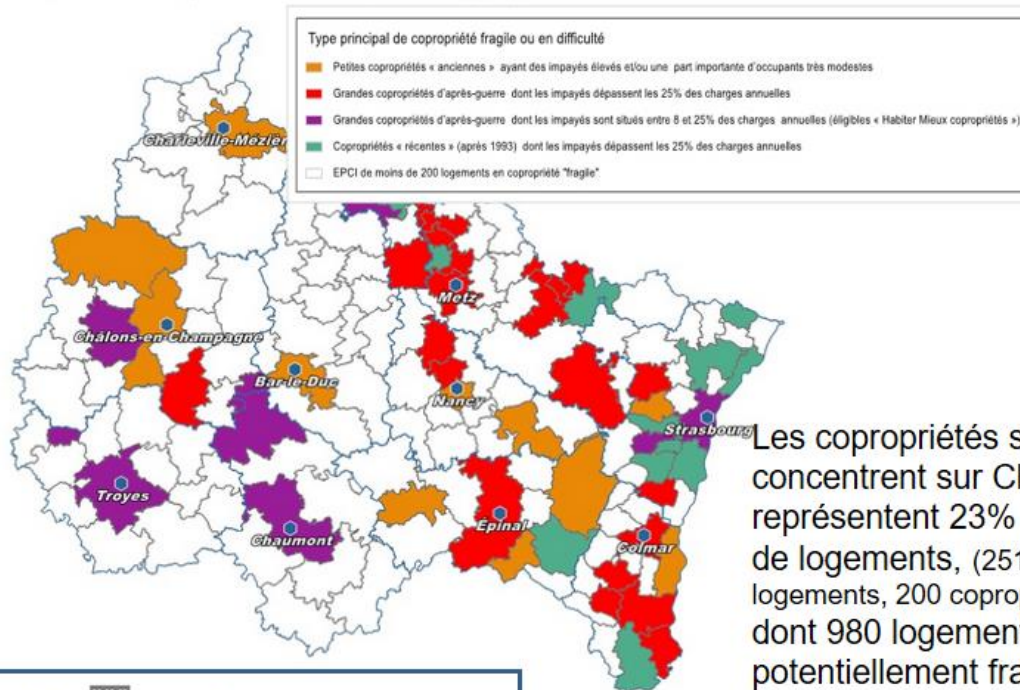 Type principal de copropriété fragile ou en difficulté
Petites copropriétés « anciennes » ayant des impayés élevés et/ou une part importante d'occupants très modestes
Grandes copropriétés d'après-guerre dont les impayés dépassent les 25% des charges annuelles
Grandes copropriétés d'après-guerre dont les impayés sont situés entre 8 et 25% des charges annuelles (éligibles « Habiter Mieux copropriétés »)
Copropriétés « récentes » (après 1993) dont les impayés dépassent les 25% des charges annuelles
EPCI de moins de 200 logements en copropriété "fragile"
Charleville-Mézièr
Metz
Châlons-en-Champagne
Bar-le-Duc
Nancy
Strasbourg
Troyes
Chaumont
Épinal
Colmar
Les copropriétés s
concentrent sur C
représentent 23%
de logements, (251
logements, 200 coprop
dont 980 logement
potentiellement fra